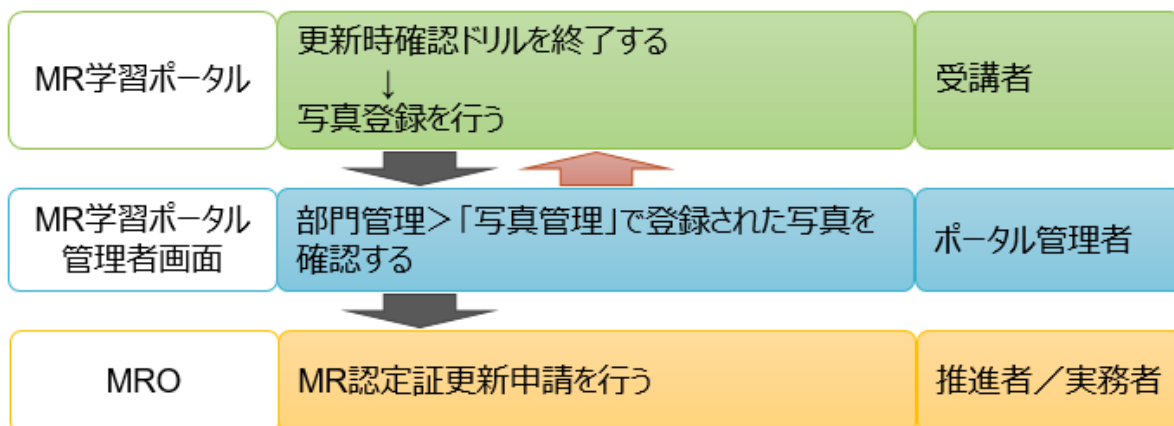 MR学習ポータル
更新時確認ドリルを終了する
↓
写真登録を行う
受講者
MR学習ポータル
管理者画面
部門管理>「写真管理」で登録された写真を
確認する
ポータル管理者
MRO
MR認定証更新申請を行う
推進者/実務者